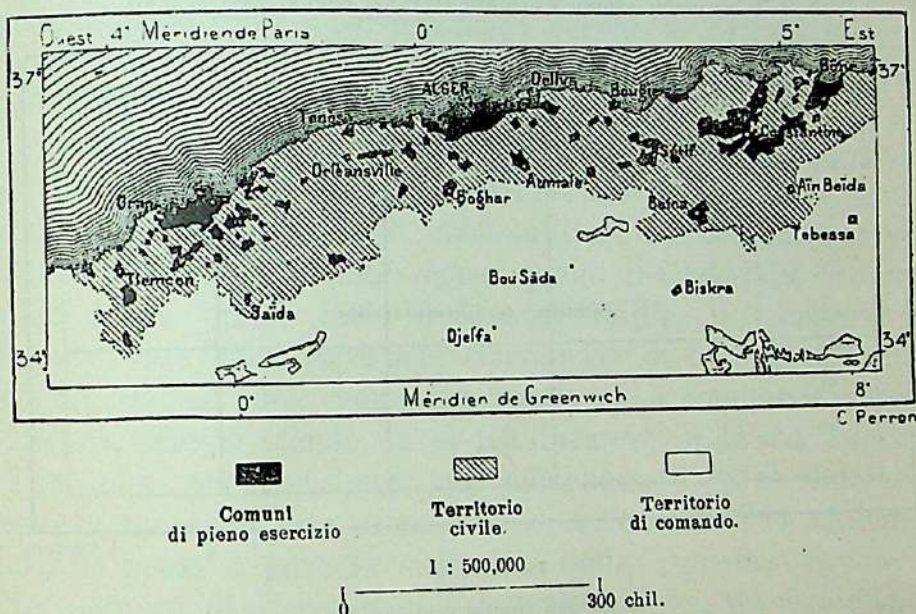 Ouest 4° Méridien de Paris 0° 5° Est
37° 37°
Bône
Dellys
ALGER Bougie
Ténès Constantine
Sétif
Orléansville
Aumale Aïn Beïda
Boghar Batna
Oran
Tebessa
Tlemcen
Bou Sâda Biskra
Saïda
Djelfa
34° 34°
0° Méridien de Greenwich 8°
C Perron
Comuni
di pieno esercizio
Territorio
civile.
Territorio
di comando.
1 : 500,000
0 300 chil.